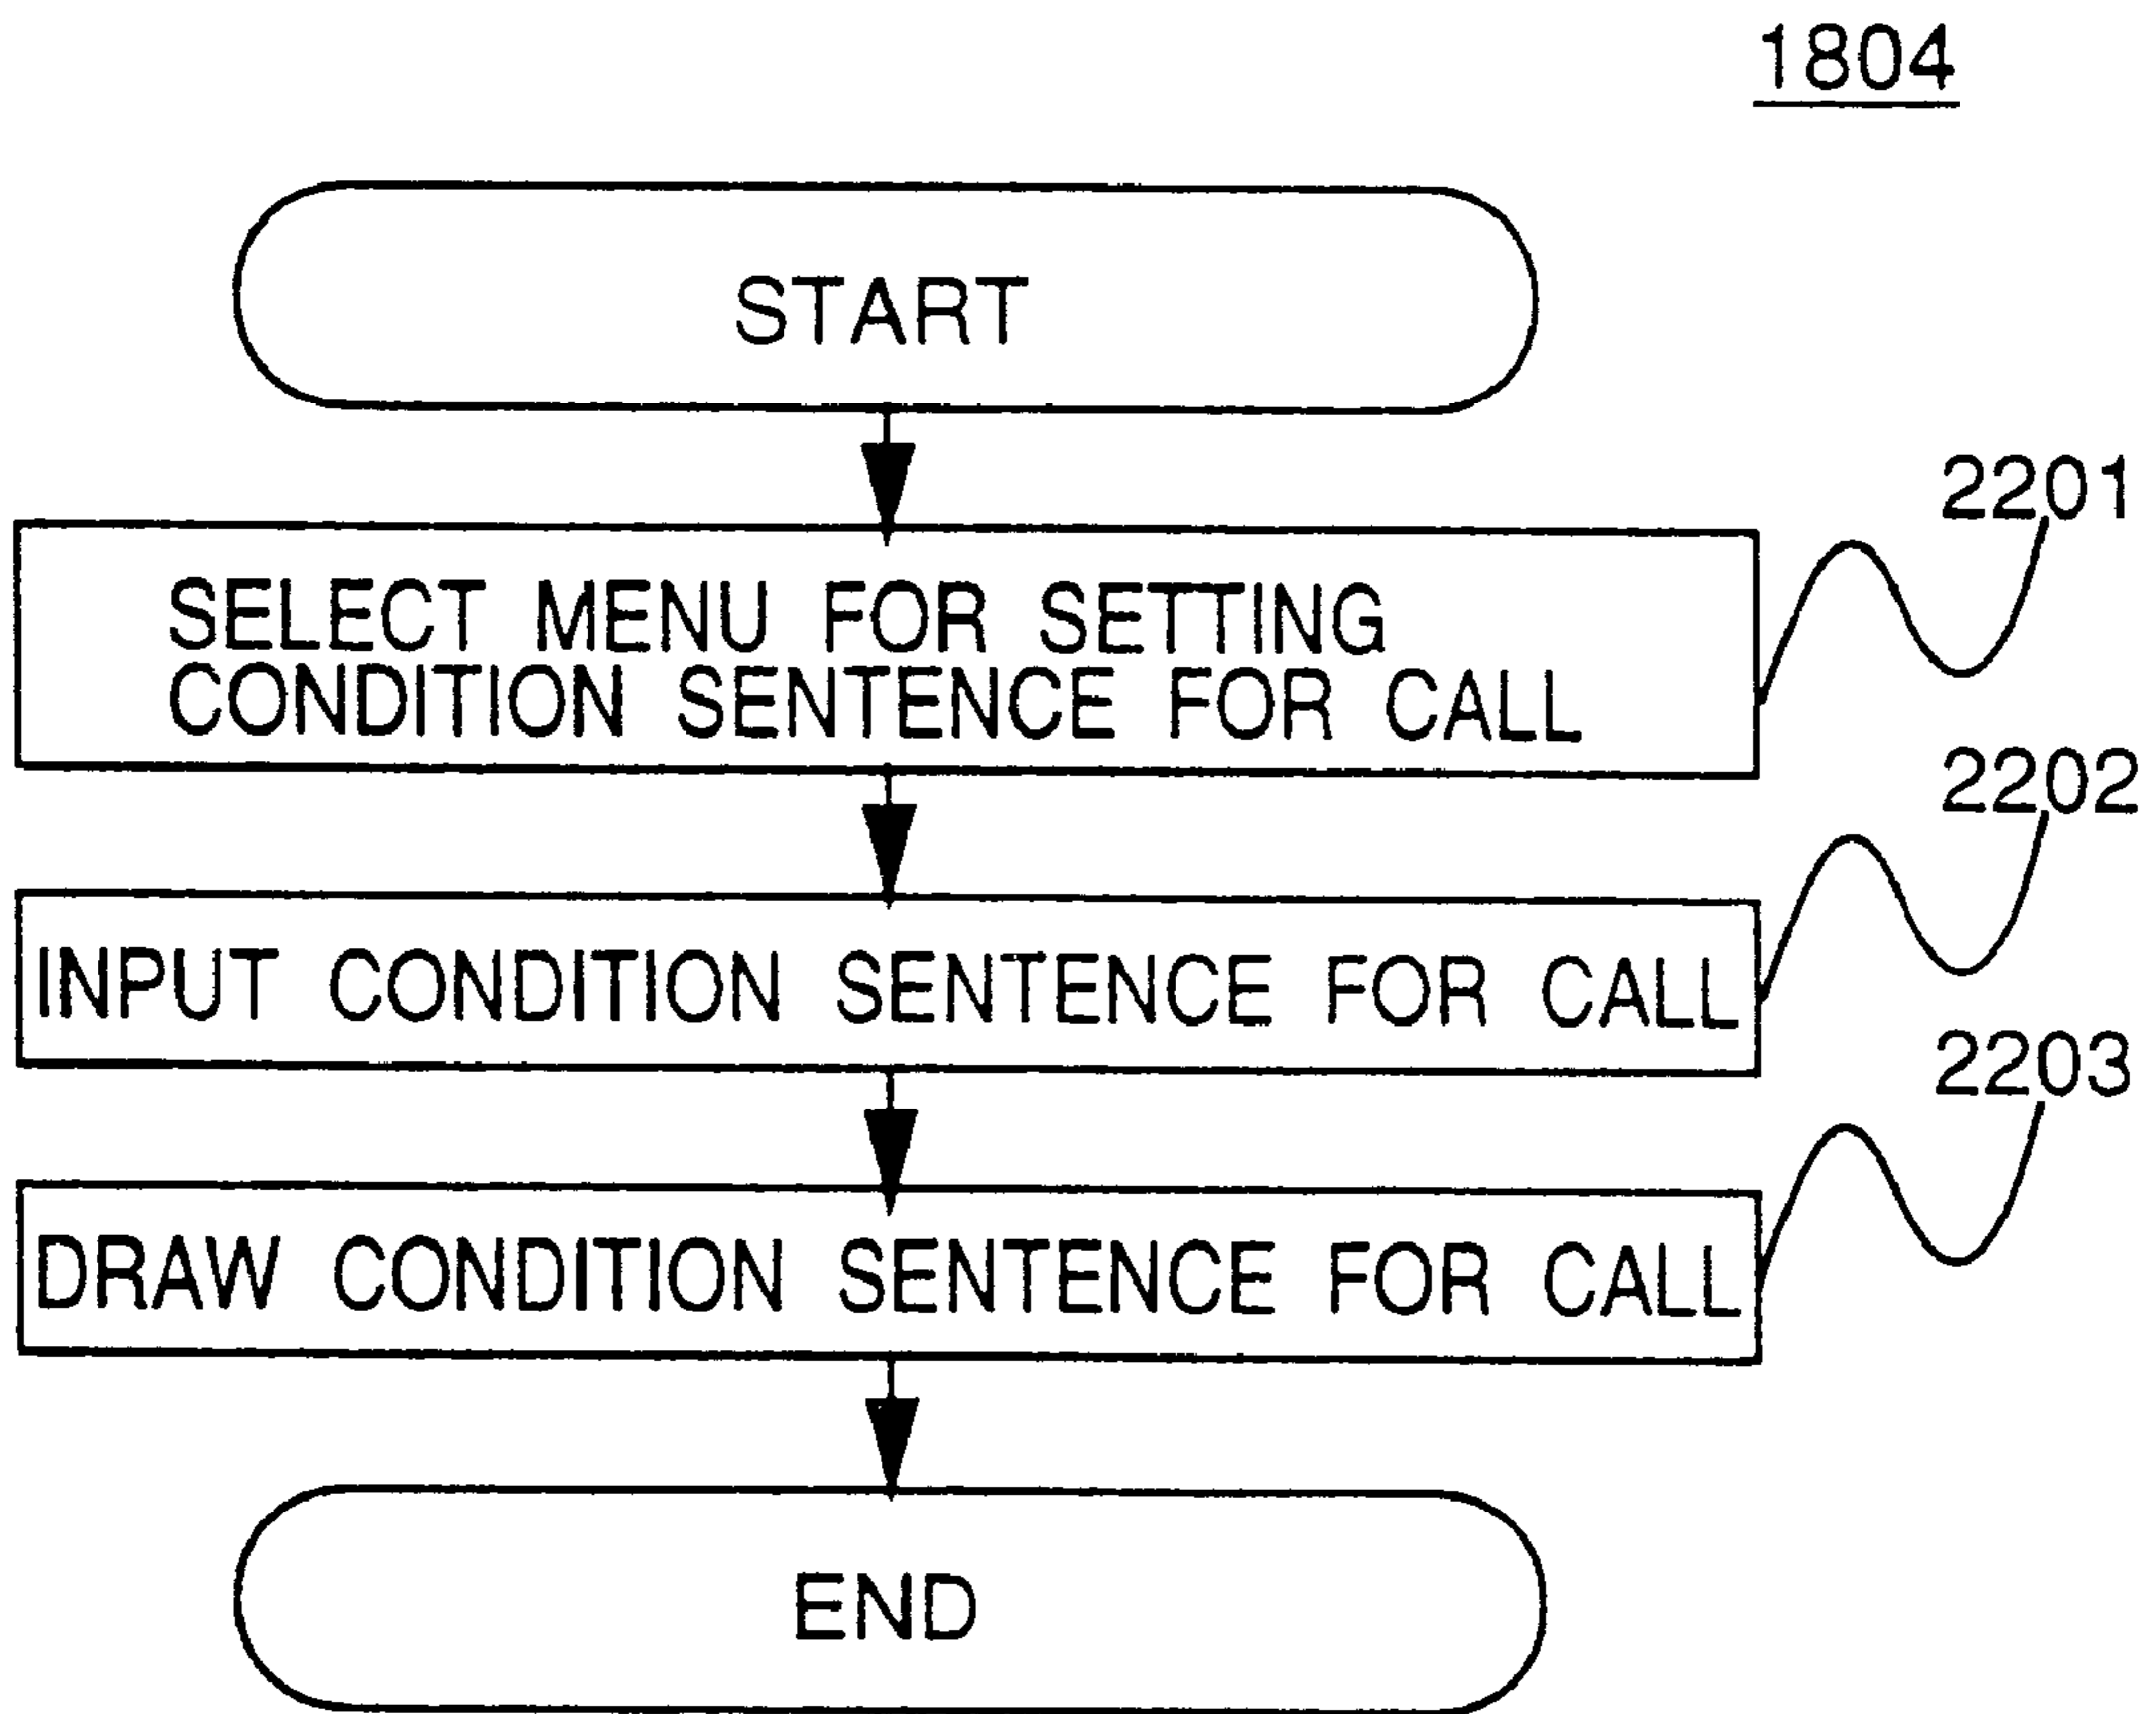 1804
START
2201
SELECT MENU FOR SETTING
CONDITION SENTENCE FOR CALL
2202
INPUT CONDITION SENTENCE FOR CALL
2203
DRAW CONDITION SENTENCE FOR CALL
END